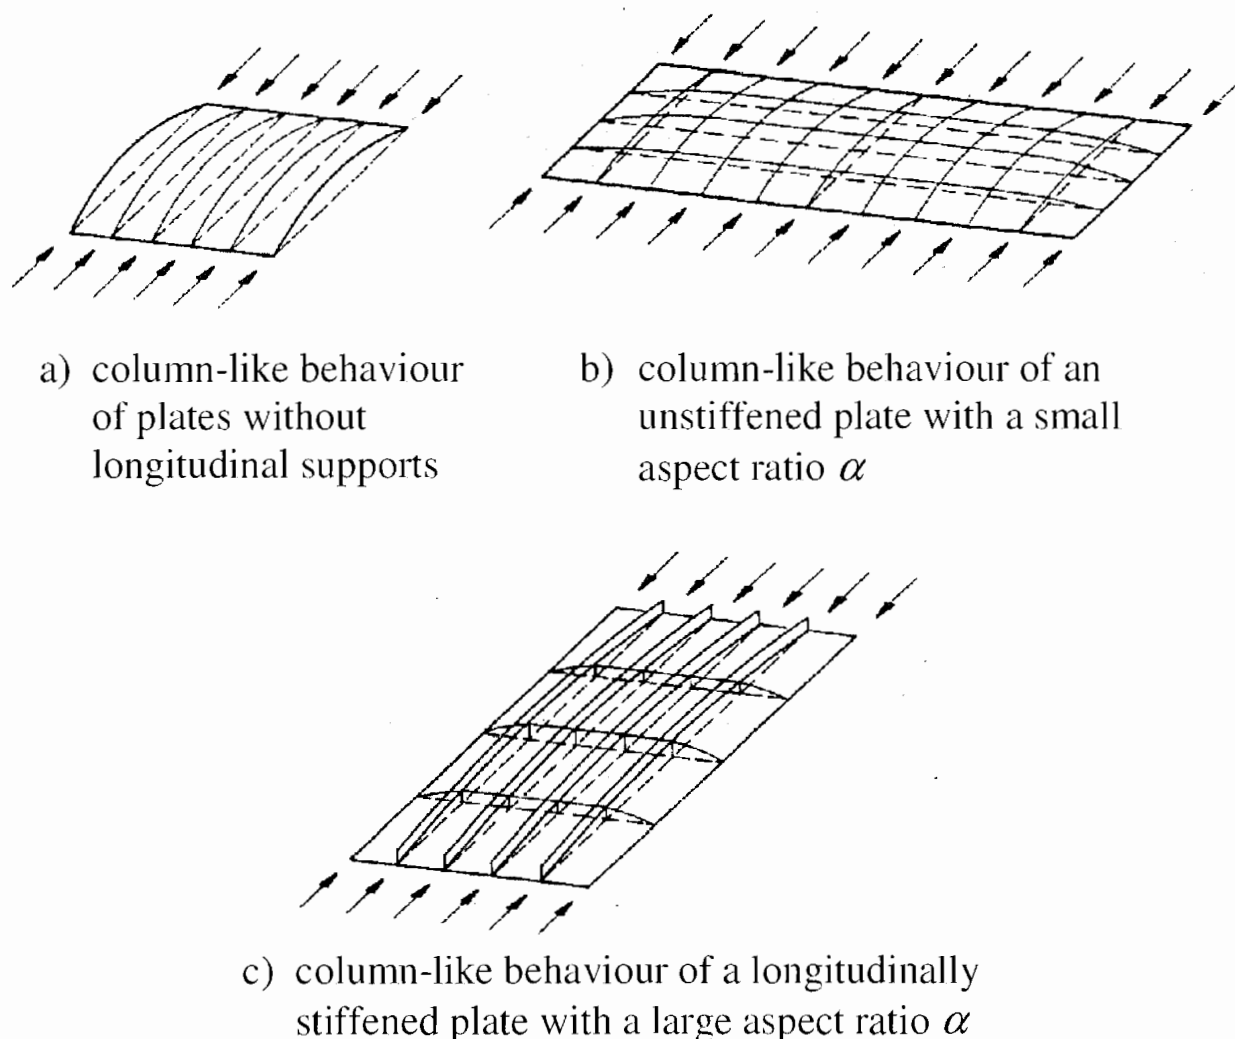 a) column-like behaviour
of plates without
longitudinal supports
b) column-like behaviour of an
unstiffened plate with a small
aspect ratio α
c) column-like behaviour of a longitudinally
stiffened plate with a large aspect ratio α